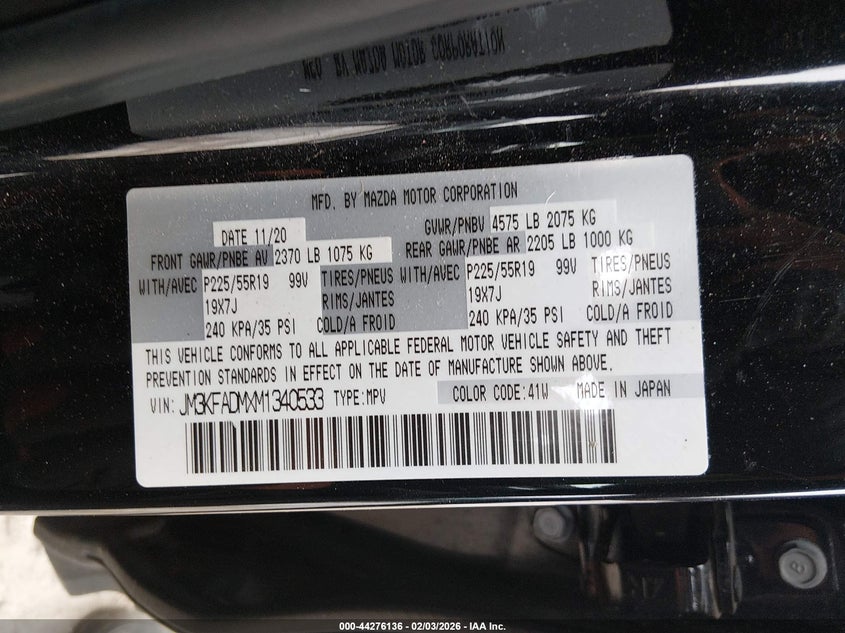 MFD. BY MAZDA MOTOR CORPORATION
DATE 11/20
GVWR/PNBV 4575 LB 2075 KG
FRONT GAWR/PNBE AV 2370 LB 1075 KG
REAR GAWR/PNBE AR 2205 LB 1000 KG
WITH/AVEC P225/55R19 99V TIRES/PNEUS WITH/AVEC P225/55R19 99V TIRES/PNEUS
19X7J RIMS/JANTES 19X7J RIMS/JANTES
240 KPA/35 PSI COLD/A FROID 240 KPA/35 PSI COLD/A FROID
THIS VEHICLE CONFORMS TO ALL APPLICABLE FEDERAL MOTOR VEHICLE SAFETY AND THEFT
PREVENTION STANDARDS IN EFFECT ON THE DATE OF MANUFACTURE SHOWN ABOVE.
VIN: JM3KFADMXM1340533 TYPE:MPV COLOR CODE:41W MADE IN JAPAN
8
000-44276136 - 02/03/2026 - IAA Inc.